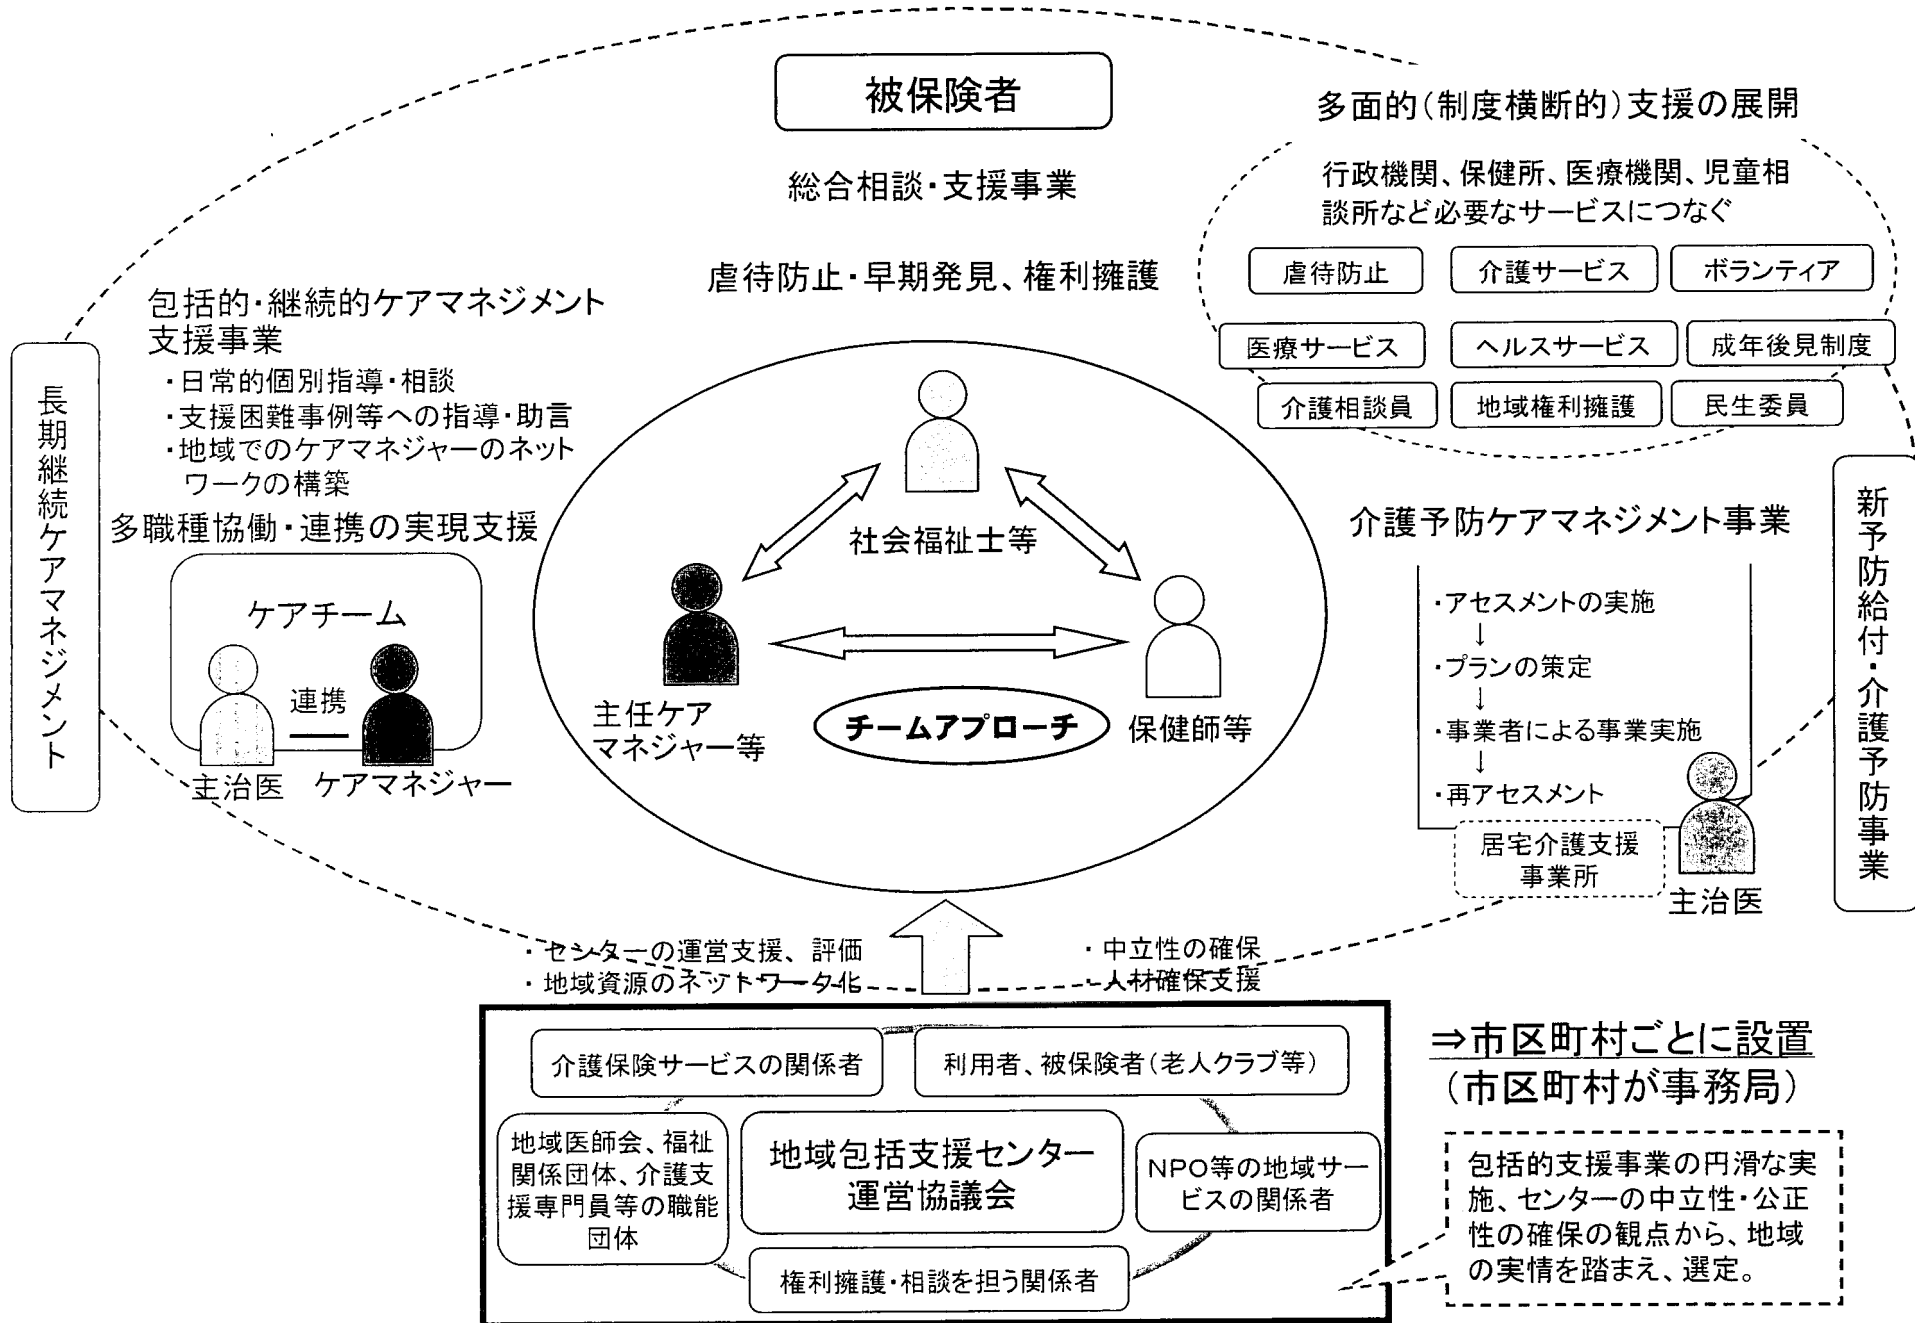 被保険者
総合相談・支援事業
虐待防止・早期発見、権利擁護
多面的(制度横断的)支援の展開
行政機関、保健所、医療機関、児童相
談所など必要なサービスにつなぐ
虐待防止
介護サービス
ボランティア
医療サービス
ヘルスサービス
成年後見制度
介護相談員
地域権利擁護
民生委員
包括的・継続的ケアマネジメント
支援事業
・日常的個別指導・相談
・支援困難事例等への指導・助言
・地域でのケアマネジャーのネット
ワークの構築
多職種協働・連携の実現支援
ケアチーム
連携
主治医
ケアマネジャー
長期継続ケアマネジメント
社会福祉士等
主任ケア
マネジャー等
チームアプローチ
保健師等
介護予防ケアマネジメント事業
・アセスメントの実施
↓
・プランの策定
↓
・事業者による事業実施
↓
・再アセスメント
居宅介護支援
事業所
主治医
新予防給付・介護予防事業
・センターの運営支援、評価
・地域資源のネットワーク化
・中立性の確保
・人材確保支援
介護保険サービスの関係者
利用者、被保険者(老人クラブ等)
地域医師会、福祉
関係団体、介護支
援専門員等の職能
団体
地域包括支援センター
運営協議会
NPO等の地域サー
ビスの関係者
権利擁護・相談を担う関係者
⇒市区町村ごとに設置
(市区町村が事務局)
包括的支援事業の円滑な実
施、センターの中立性・公正
性の確保の観点から、地域
の実情を踏まえ、選定。